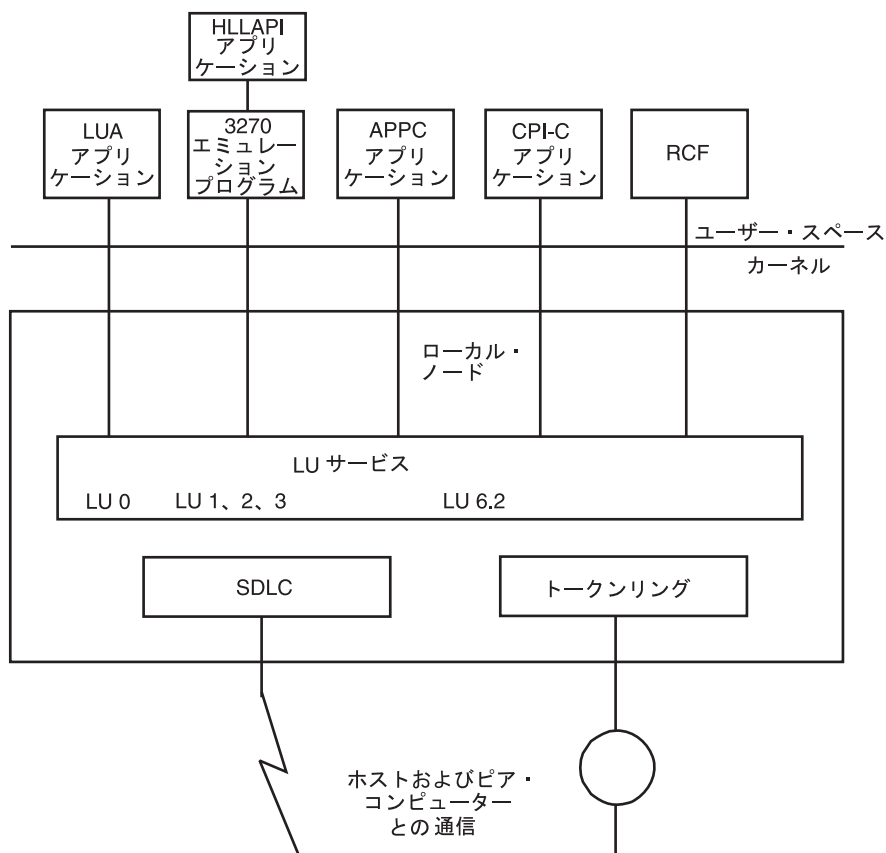 HLLAPI
アプリ
ケーション
LUA
アプリ
ケーション
3270
エミュレー
ション
プログラム
APPC
アプリ
ケーション
CPI-C
アプリ
ケーション
RCF
ユーザー・スペース
カーネル
ローカル・
ノード
LU サービス
LU 0
LU 1、2、3
LU 6.2
SDLC
トークンリング
ホストおよびピア・
コンピューター
との通信